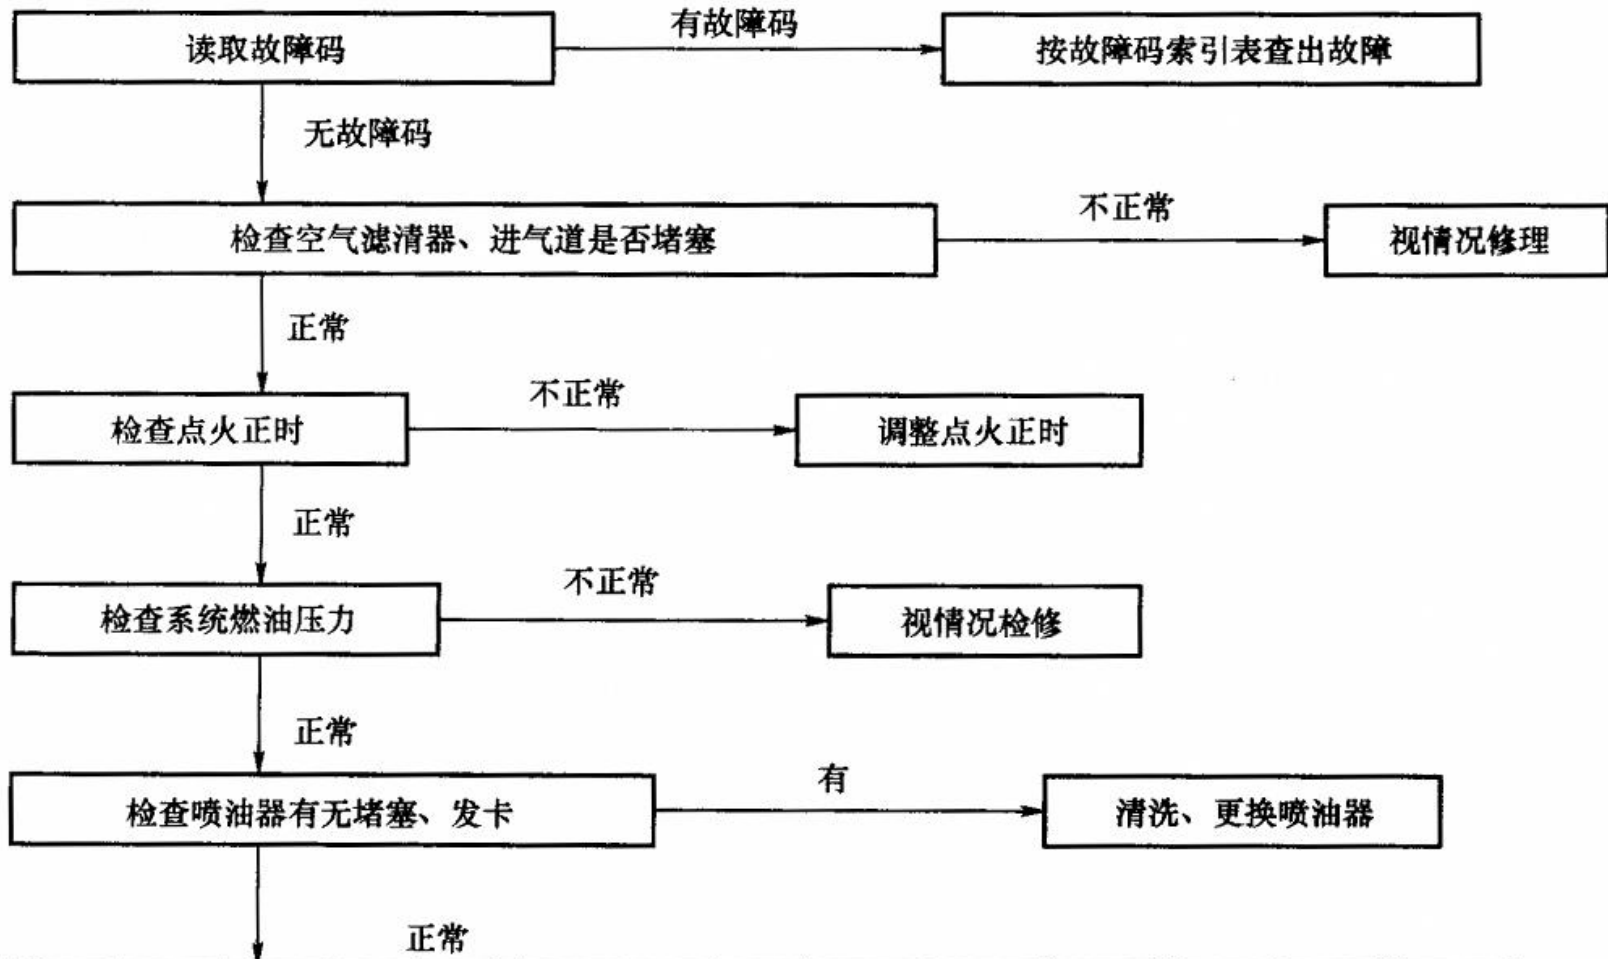 读取故障码
有故障码
按故障码索引表查出故障
无故障码
检查空气滤清器、进气道是否堵塞
不正常
视情况修理
正常
检查点火正时
不正常
调整点火正时
正常
检查系统燃油压力
不正常
视情况检修
正常
检查喷油器有无堵塞、发卡
有
清洗、更换喷油器
正常